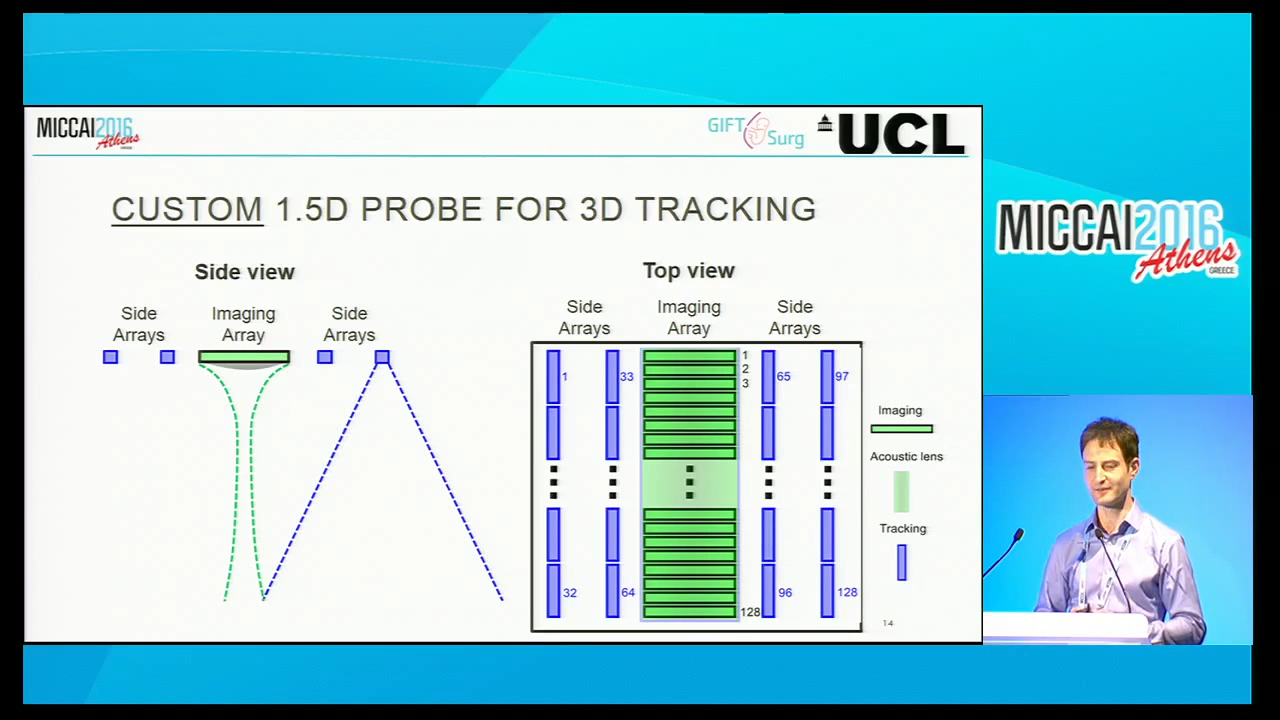 MICCAI2016
Athens
GREECE
GIFT
Surg
UCL
CUSTOM 1.5D PROBE FOR 3D TRACKING
Side view
Top view
Side Arrays
Imaging Array
Side Arrays
Side Arrays
Imaging Array
Side Arrays
1
33
1
2
3
65
97
32
64
128
96
128
Imaging
Acoustic lens
Tracking
14
MICCAI2016
Athens
GREECE